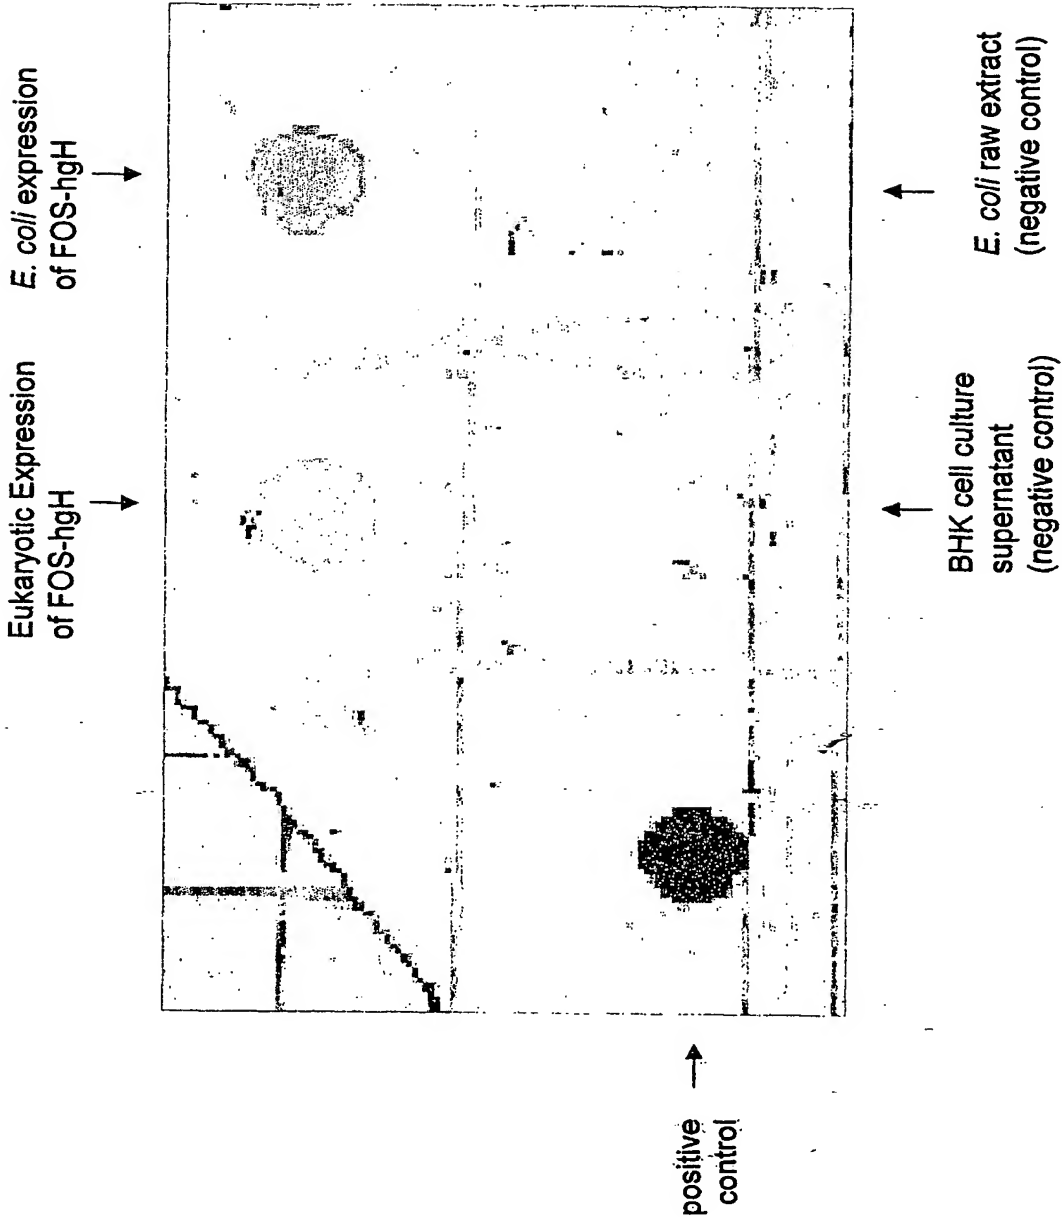 Eukaryotic Expression
of FOS-hgH
E. coli expression
of FOS-hgH
positive
control
BHK cell culture
supernatant
(negative control)
E. coli raw extract
(negative control)